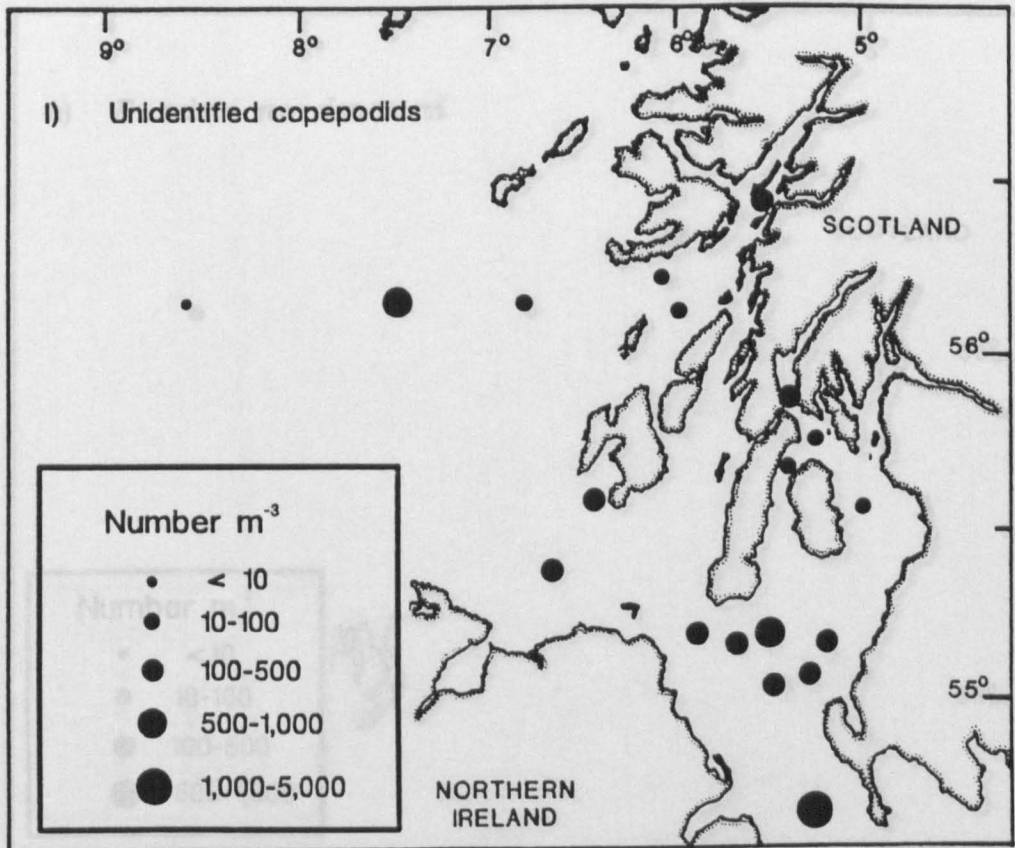 9° 8° 7° 6° 5°
I) Unidentified copepodids
SCOTLAND
56°
Number m⁻³
< 10
10-100
100-500
500-1,000
1,000-5,000
55°
NORTHERN
IRELAND